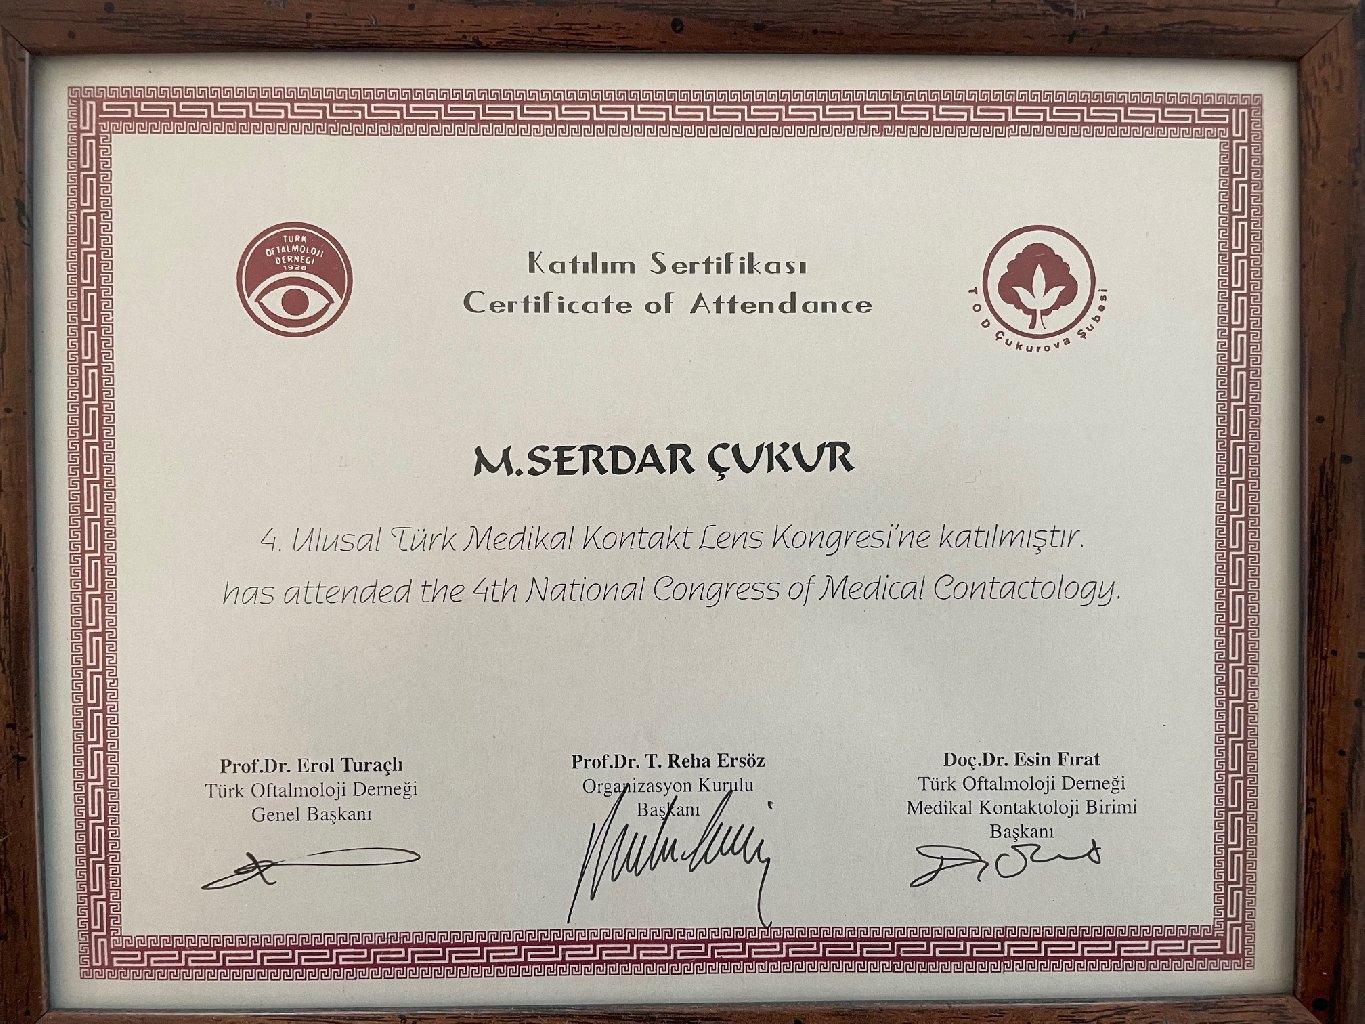 TÜRK
OFTALMOLOJİ
DERNEĞİ
1928
Katılım Sertifikası
Certificate of Attendance
TOD Çukurova Şubesi
M.SERDAR ÇUKUR
4. Ulusal Türk Medikal Kontakt Lens Kongresi'ne katılmıştır.
has attended the 4th National Congress of Medical Contactology.
Prof.Dr. Erol Turaçlı
Türk Oftalmoloji Derneği
Genel Başkanı
Prof.Dr. T. Reha Ersöz
Organizasyon Kurulu
Başkanı
Doç.Dr. Esin Fırat
Türk Oftalmoloji Derneği
Medikal Kontaktoloji Birimi
Başkanı